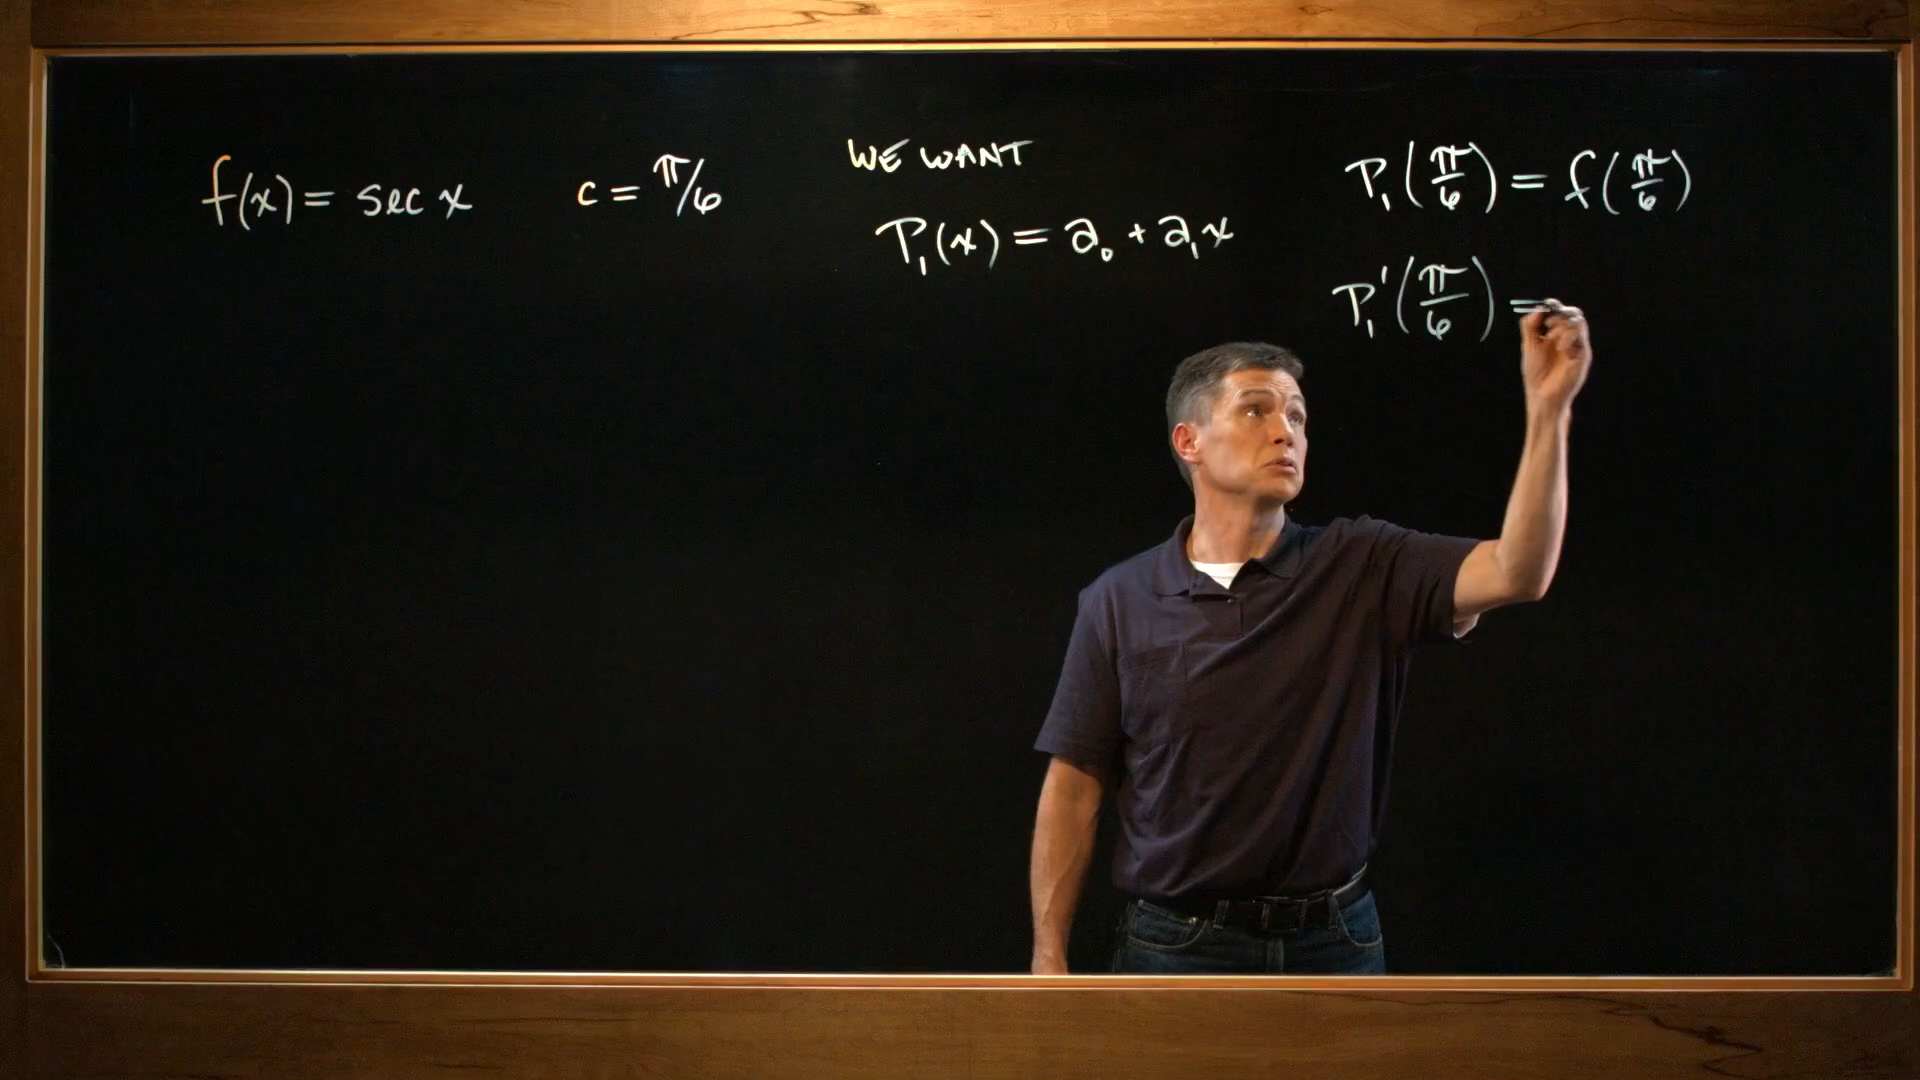 f(x) = sec x
c = π/6
WE WANT
P₁(x) = a₀ + a₁x
P₁(π/6) = f(π/6)
P₁'(π/6) =